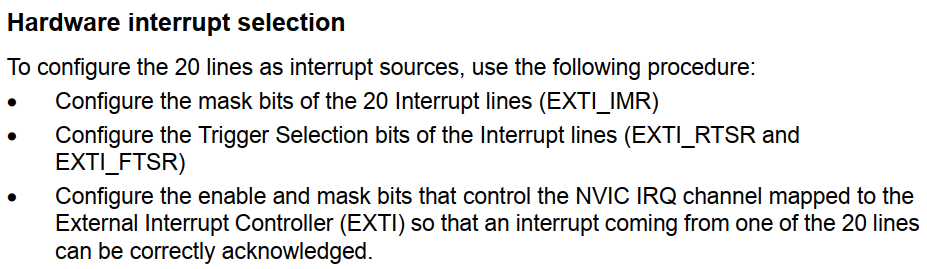 Hardware interrupt selection
To configure the 20 lines as interrupt sources, use the following procedure:
• Configure the mask bits of the 20 Interrupt lines (EXTI_IMR)
• Configure the Trigger Selection bits of the Interrupt lines (EXTI_RTSR and
EXTI_FTSR)
• Configure the enable and mask bits that control the NVIC IRQ channel mapped to the
External Interrupt Controller (EXTI) so that an interrupt coming from one of the 20 lines
can be correctly acknowledged.